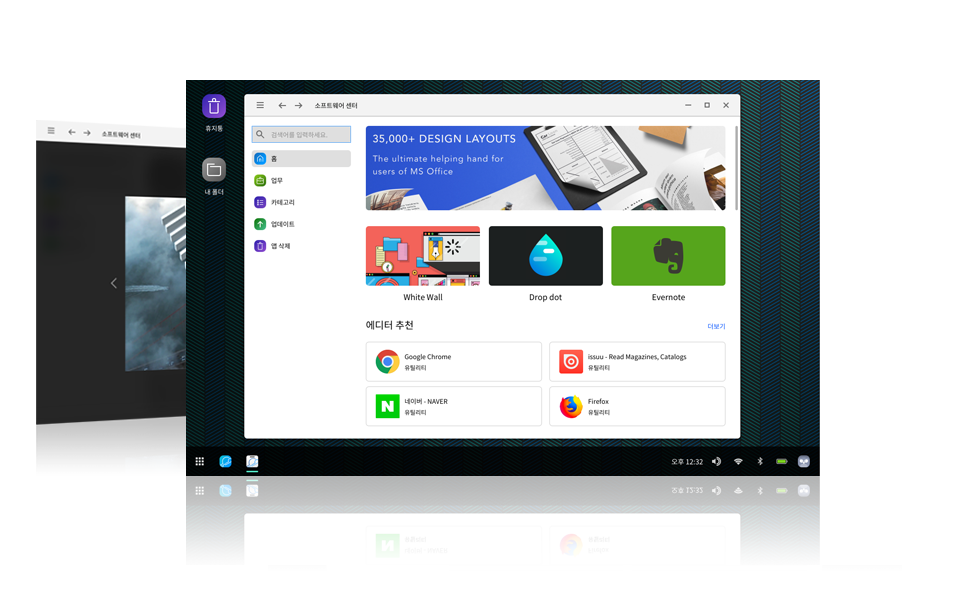 소프트웨어 센터
휴지통
내 폴더
소프트웨어 센터
검색어를 입력하세요.
홈
업무
카테고리
업데이트
앱 삭제
35,000+ DESIGN LAYOUTS
The ultimate helping hand for
users of MS Office
White Wall
Drop dot
Evernote
에디터 추천
더보기
Google Chrome
유틸리티
issuu - Read Magazines, Catalogs
유틸리티
N
네이버 - NAVER
유틸리티
Firefox
유틸리티
오후 12:32